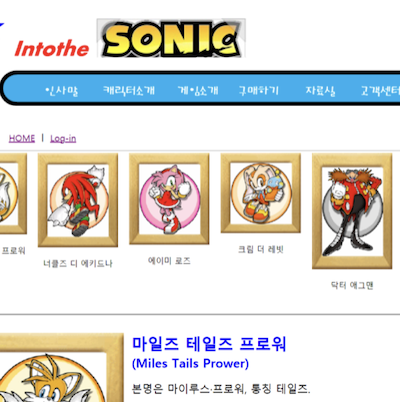 Intothe SONIC
인사말 캐릭터소개 게임소개 구매하기 자료실 고객센터
HOME | Log-in
프로워 너클즈 디 에키드나 에이미 로즈 크림 더 레빗 닥터 애그맨
마일즈 테일즈 프로워
(Miles Tails Prower)
본명은 마이루스·프로워, 통칭 테일즈.